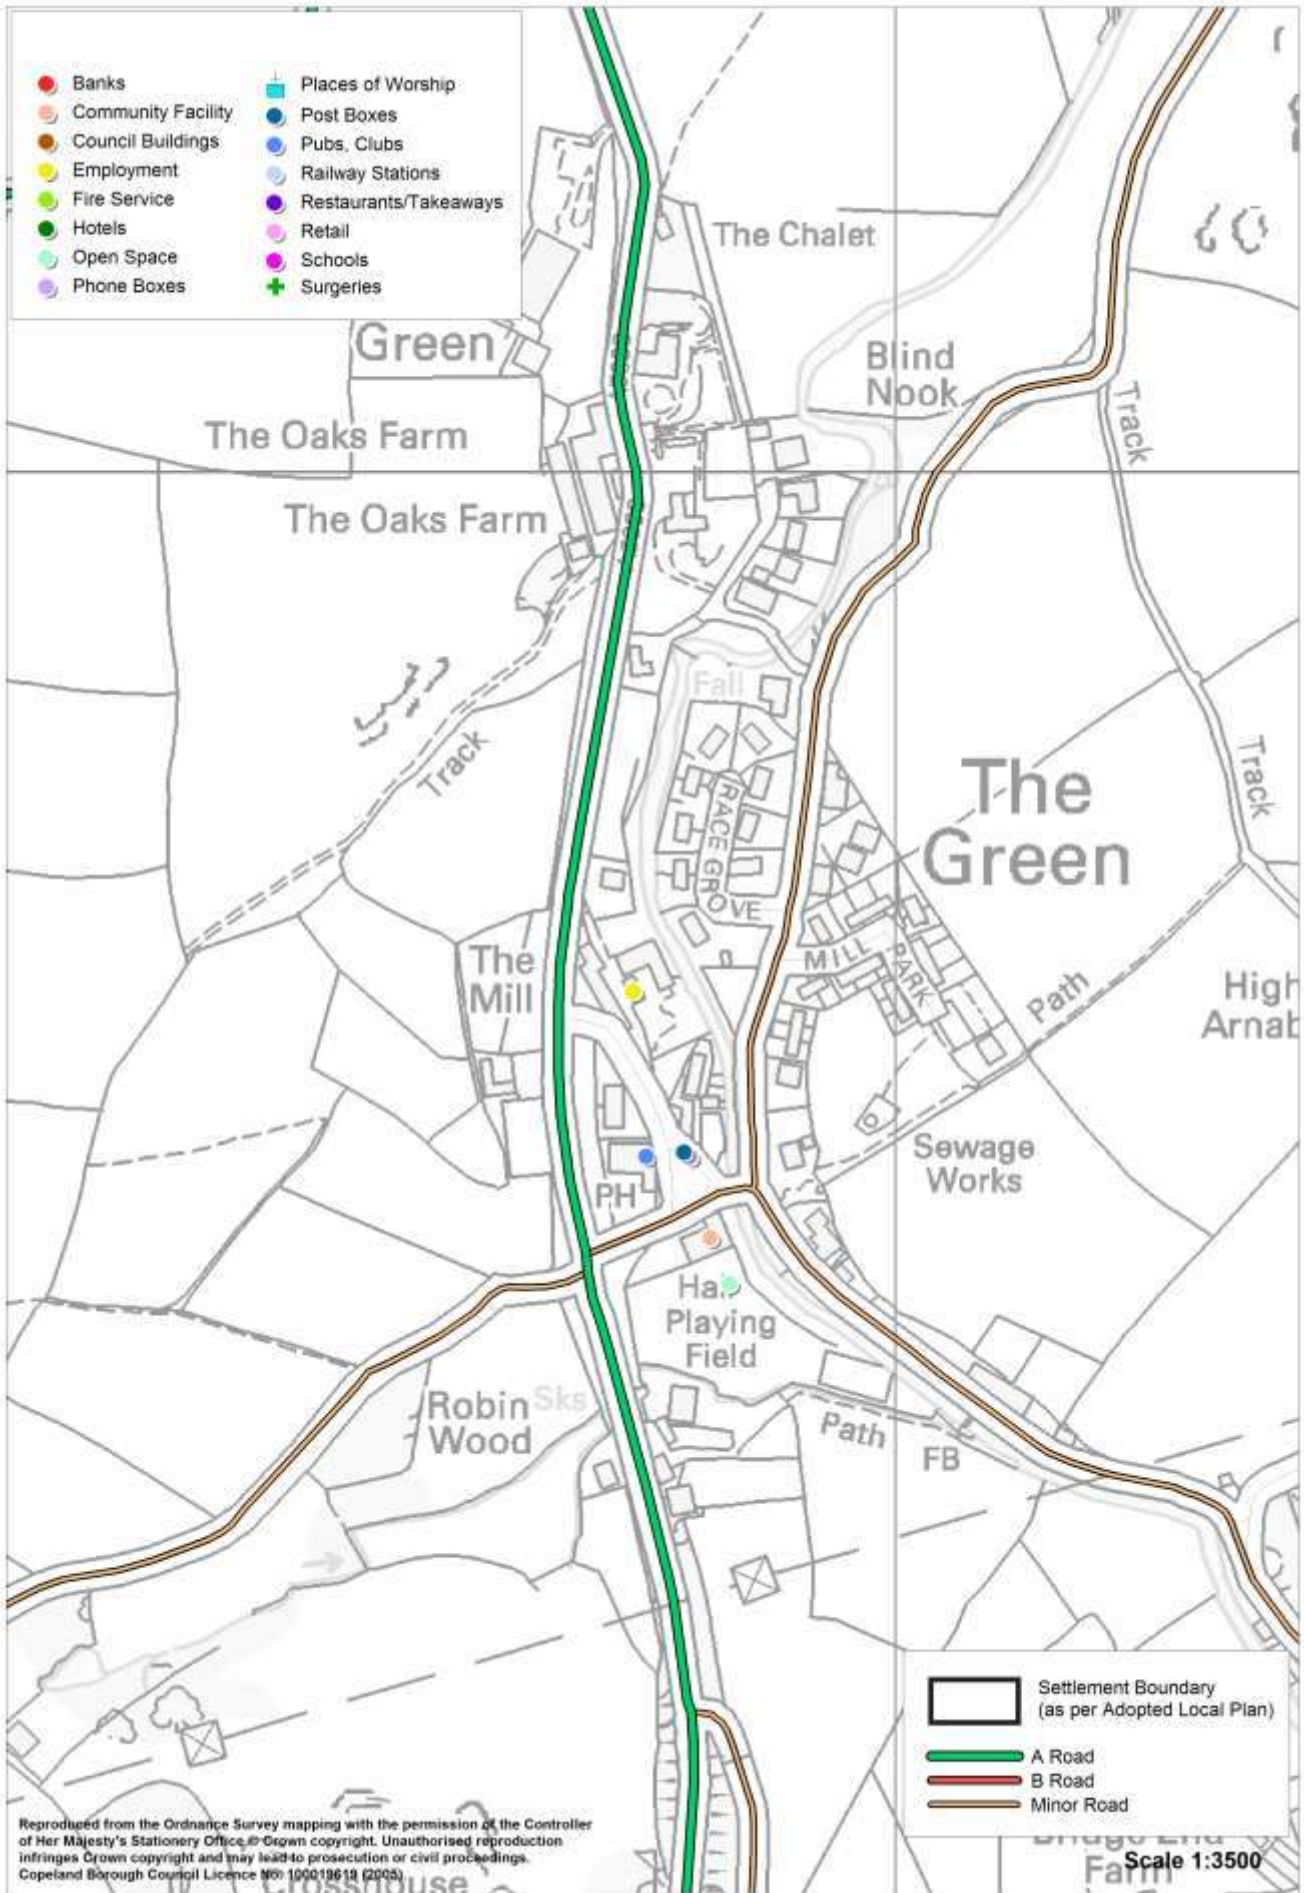 Banks
Community Facility
Council Buildings
Employment
Fire Service
Hotels
Open Space
Phone Boxes
Places of Worship
Post Boxes
Pubs, Clubs
Railway Stations
Restaurants/Takeaways
Retail
Schools
Surgeries
The Chalet
Green
Blind
Nook
The Oaks Farm
Track
The Oaks Farm
Fall
Track
Track
The
Green
RACE GROVE
The
Mill
MILL PARK
Path
High
Arnab
Sewage
Works
PH
Hall
Playing
Field
Robin
Wood
Sks
Path
FB
Settlement Boundary
(as per Adopted Local Plan)
A Road
B Road
Minor Road
Bridge End
Farm
Scale 1:3500
Reproduced from the Ordnance Survey mapping with the permission of the Controller
of Her Majesty's Stationery Office © Crown copyright. Unauthorised reproduction
infringes Crown copyright and may lead to prosecution or civil proceedings.
Copeland Borough Council Licence No: 100019619 (2005)
Crosshouse